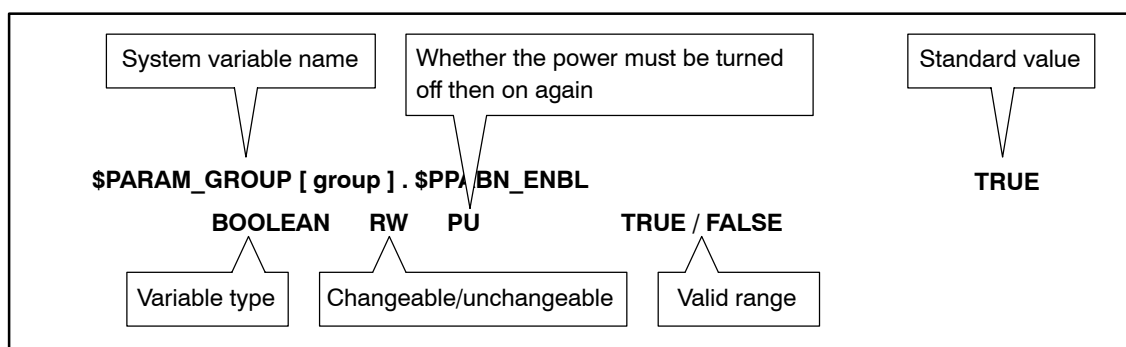 System variable name
Whether the power must be turned
off then on again
Standard value
$PARAM_GROUP [ group ] . $PPABN_ENBL
TRUE
BOOLEAN RW PU TRUE / FALSE
Variable type
Changeable/unchangeable
Valid range